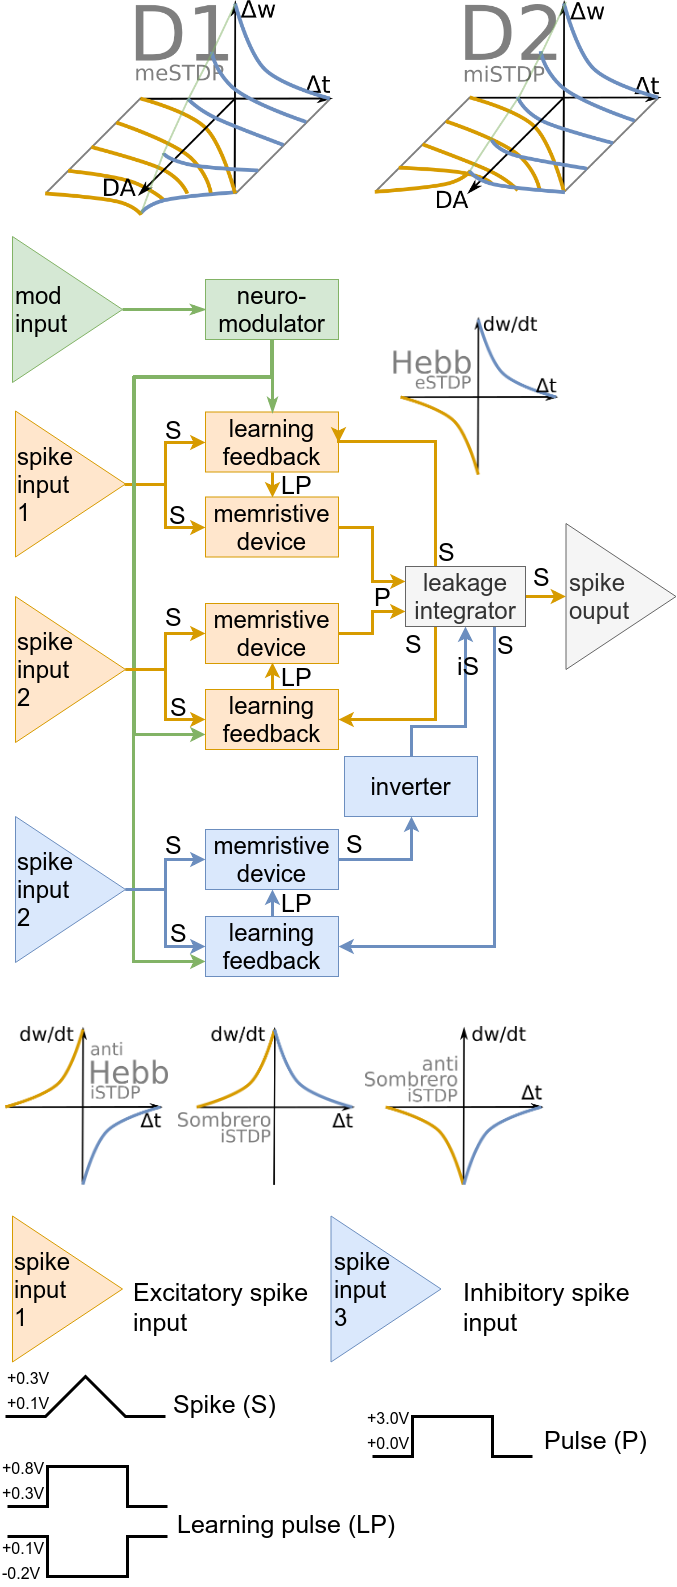 D1
meSTDP
Δw
Δt
DA
D2
miSTDP
Δw
Δt
DA
mod
input
neuro-
modulator
Hebb
eSTDP
dw/dt
Δt
spike
input
1
S
S
learning
feedback
LP
memristive
device
S
P
leakage
integrator
S
spike
ouput
spike
input
2
S
S
memristive
device
LP
learning
feedback
S
iS
S
inverter
spike
input
2
S
S
memristive
device
S
LP
learning
feedback
dw/dt
anti
Hebb
iSTDP
Δt
dw/dt
Sombrero
iSTDP
Δt
dw/dt
anti
Sombrero
iSTDP
Δt
spike
input
1
Excitatory spike
input
spike
input
3
Inhibitory spike
input
+0.3V
+0.1V
Spike (S)
+3.0V
+0.0V
Pulse (P)
+0.8V
+0.3V
Learning pulse (LP)
+0.1V
-0.2V